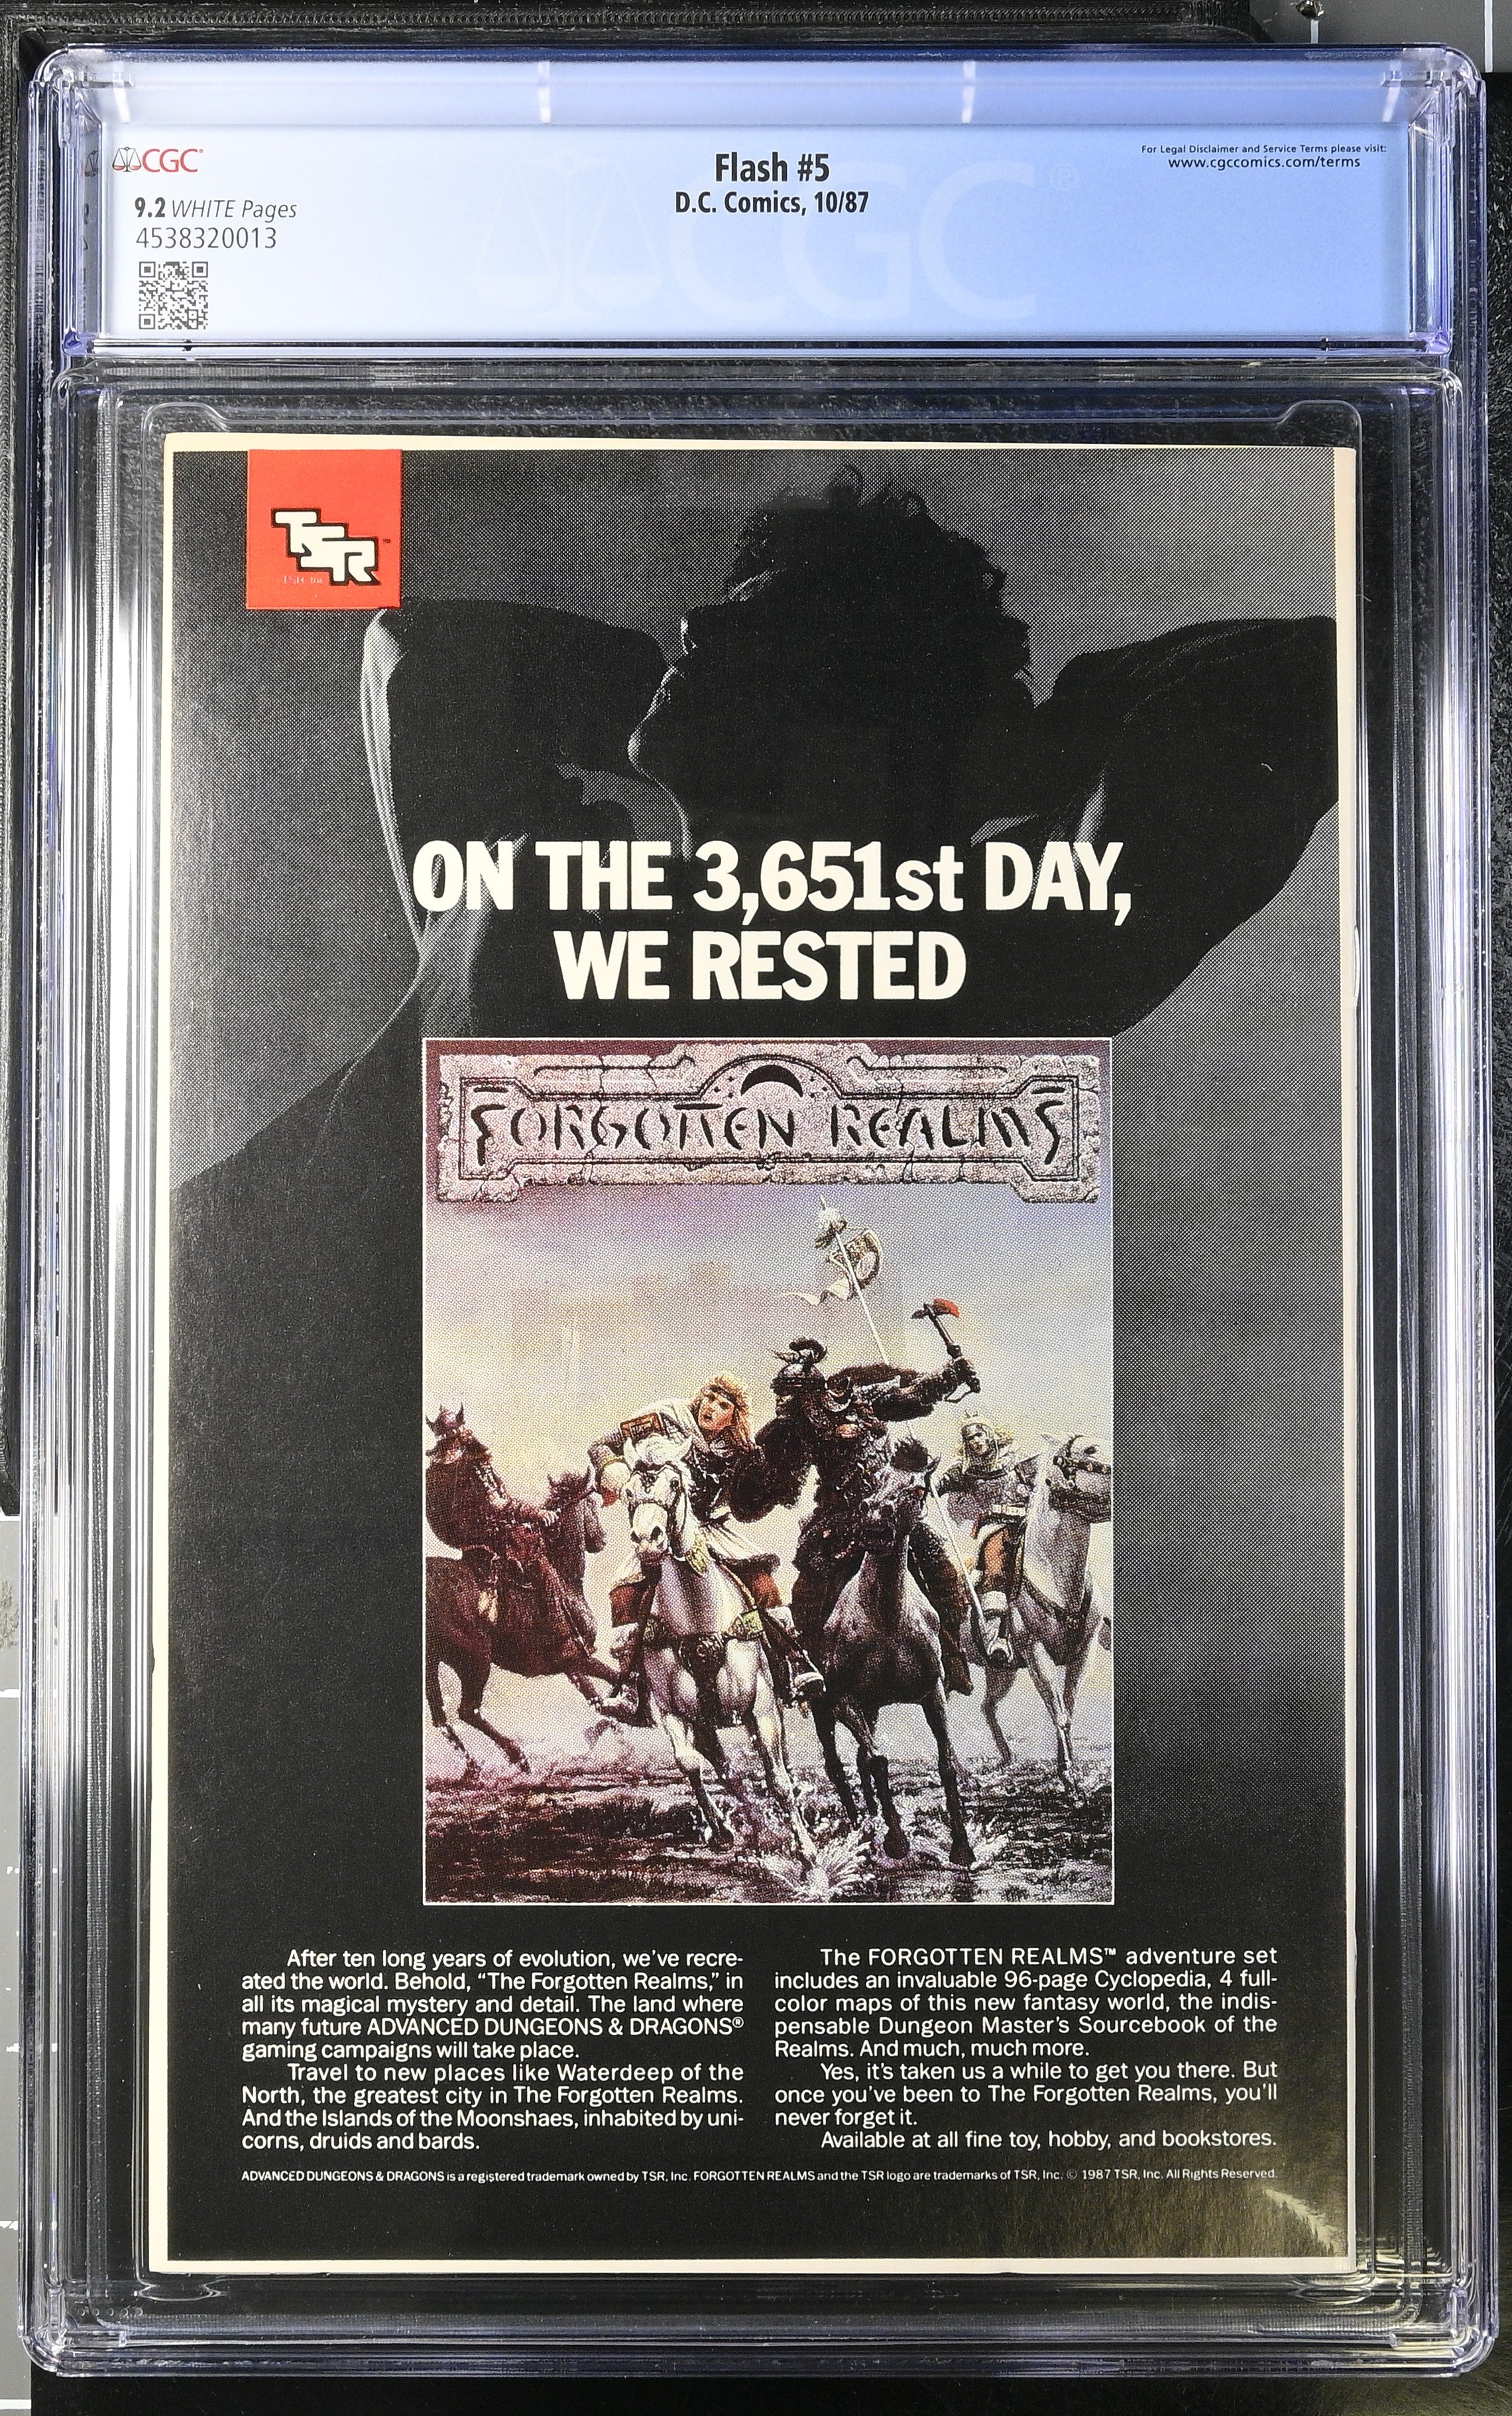 CGC
9.2 WHITE Pages
4538320013
Flash #5
D.C. Comics, 10/87
For Legal Disclaimer and Service Terms please visit:
www.cgccomics.com/terms
CGC®
TSR™
ON THE 3,651st DAY,
WE RESTED
FORGOTTEN REALMS
After ten long years of evolution, we've recre-
ated the world. Behold, “The Forgotten Realms,” in
all its magical mystery and detail. The land where
many future ADVANCED DUNGEONS & DRAGONS®
gaming campaigns will take place.
Travel to new places like Waterdeep of the
North, the greatest city in The Forgotten Realms.
And the Islands of the Moonshaes, inhabited by uni-
corns, druids and bards.
The FORGOTTEN REALMS™ adventure set
includes an invaluable 96-page Cyclopedia, 4 full-
color maps of this new fantasy world, the indis-
pensable Dungeon Master's Sourcebook of the
Realms. And much, much more.
Yes, it's taken us a while to get you there. But
once you've been to The Forgotten Realms, you'll
never forget it.
Available at all fine toy, hobby, and bookstores.
ADVANCED DUNGEONS & DRAGONS is a registered trademark owned by TSR, Inc. FORGOTTEN REALMS and the TSR logo are trademarks of TSR, Inc. © 1987 TSR, Inc. All Rights Reserved.